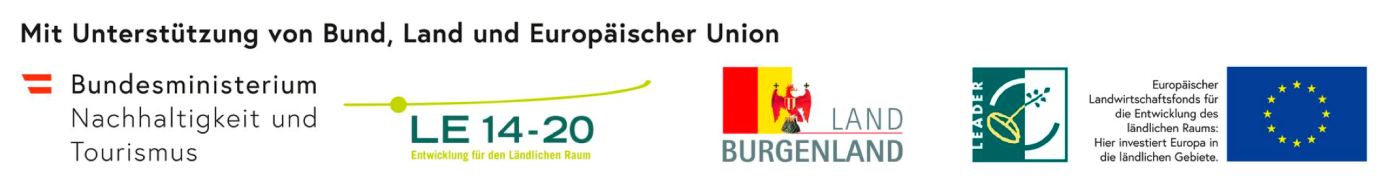 Mit Unterstützung von Bund, Land und Europäischer Union
Bundesministerium
Nachhaltigkeit und
Tourismus
LE 14-20
Entwicklung für den Ländlichen Raum
LAND
BURGENLAND
LEADER
Europäischer
Landwirtschaftsfonds für
die Entwicklung des
ländlichen Raums:
Hier investiert Europa in
die ländlichen Gebiete.